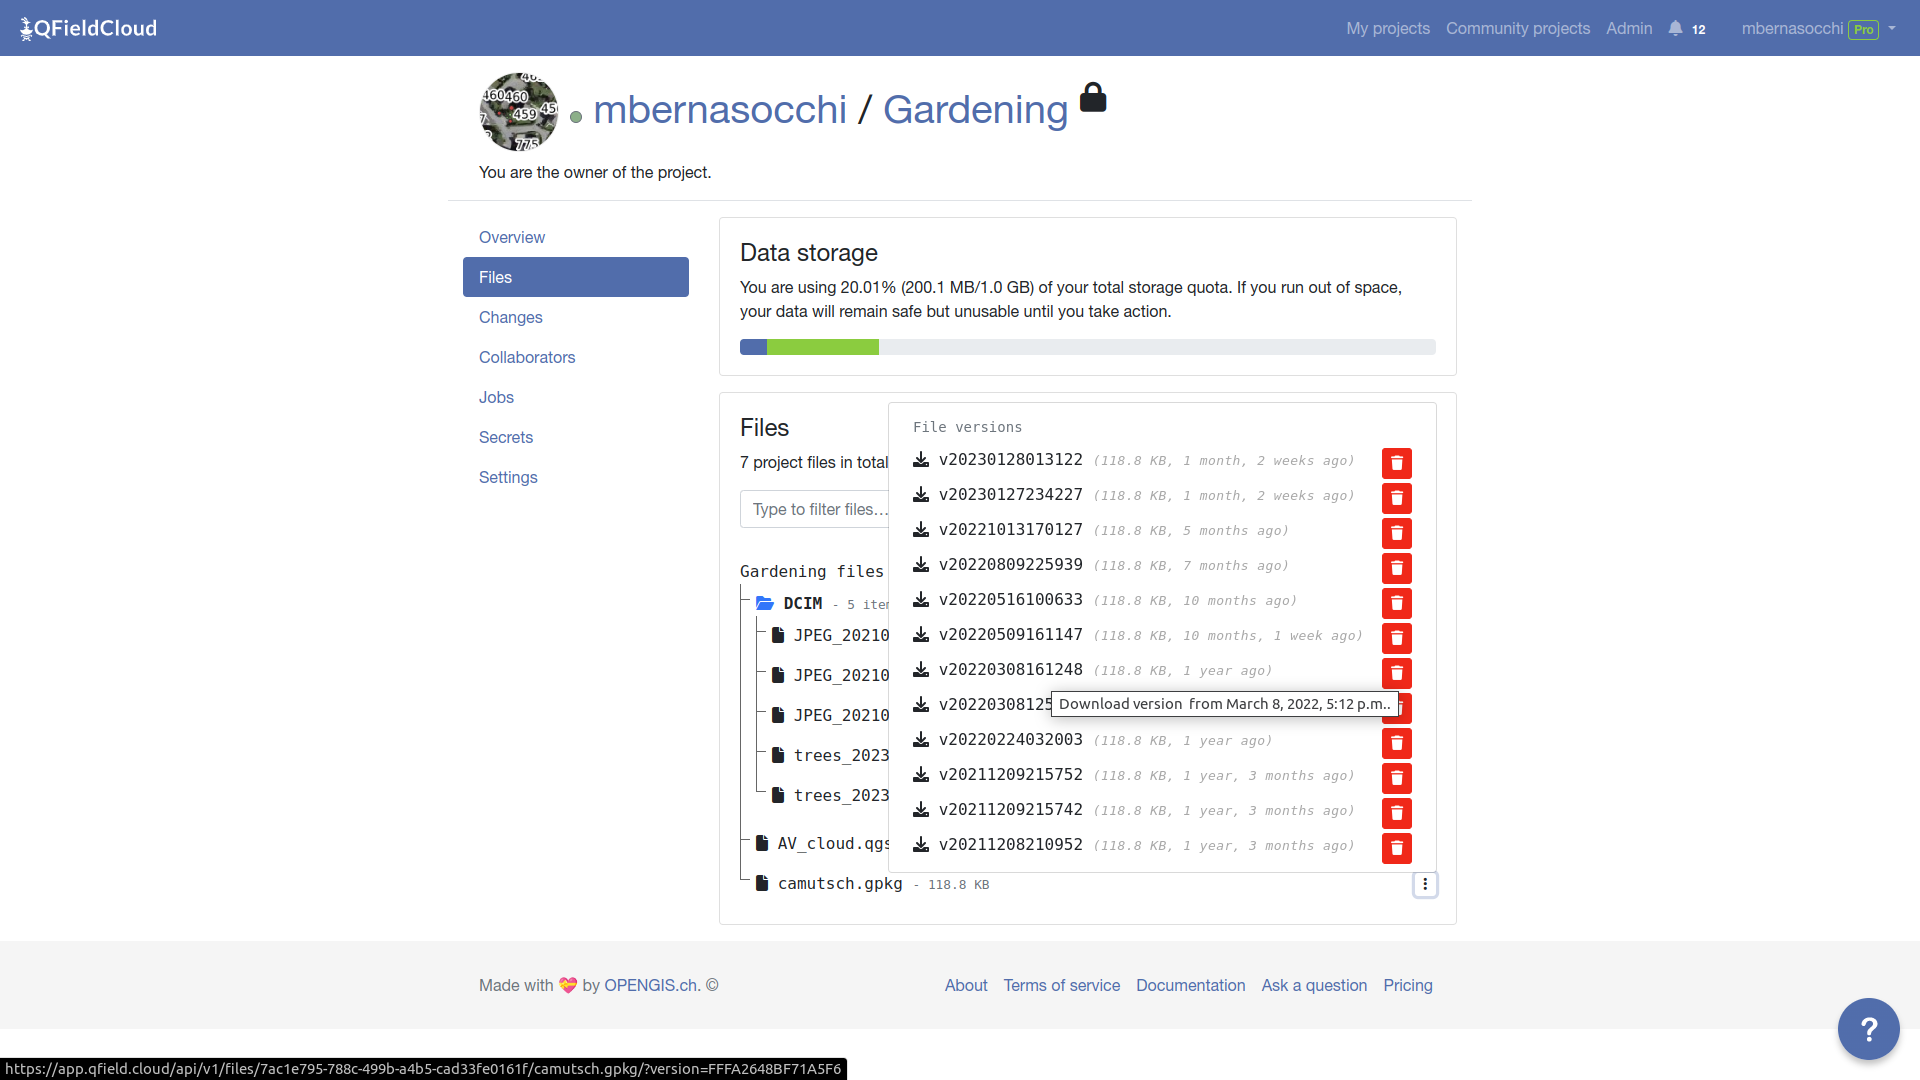 QFieldCloud
My projects Community projects Admin 12 mbernasocchi Pro
460460
459
45
775
mbernasocchi / Gardening
You are the owner of the project.
Overview
Files
Changes
Collaborators
Jobs
Secrets
Settings
Data storage
You are using 20.01% (200.1 MB/1.0 GB) of your total storage quota. If you run out of space,
your data will remain safe but unusable until you take action.
Files
7 project files in total
Type to filter files...
Gardening files
DCIM - 5 iter
JPEG_20210
JPEG_20210
JPEG_20210
trees_2023
trees_2023
AV_cloud.qgs
camutsch.gpkg - 118.8 KB
File versions
v20230128013122 (118.8 KB, 1 month, 2 weeks ago)
v20230127234227 (118.8 KB, 1 month, 2 weeks ago)
v20221013170127 (118.8 KB, 5 months ago)
v20220809225939 (118.8 KB, 7 months ago)
v20220516100633 (118.8 KB, 10 months ago)
v20220509161147 (118.8 KB, 10 months, 1 week ago)
v20220308161248 (118.8 KB, 1 year ago)
v20220308125
Download version from March 8, 2022, 5:12 p.m..
v20220224032003 (118.8 KB, 1 year ago)
v20211209215752 (118.8 KB, 1 year, 3 months ago)
v20211209215742 (118.8 KB, 1 year, 3 months ago)
v20211208210952 (118.8 KB, 1 year, 3 months ago)
Made with 💝 by OPENGIS.ch. ©
About Terms of service Documentation Ask a question Pricing
?
https://app.qfield.cloud/api/v1/files/7ac1e795-788c-499b-a4b5-cad33fe0161f/camutsch.gpkg/?version=FFFA2648BF71A5F6